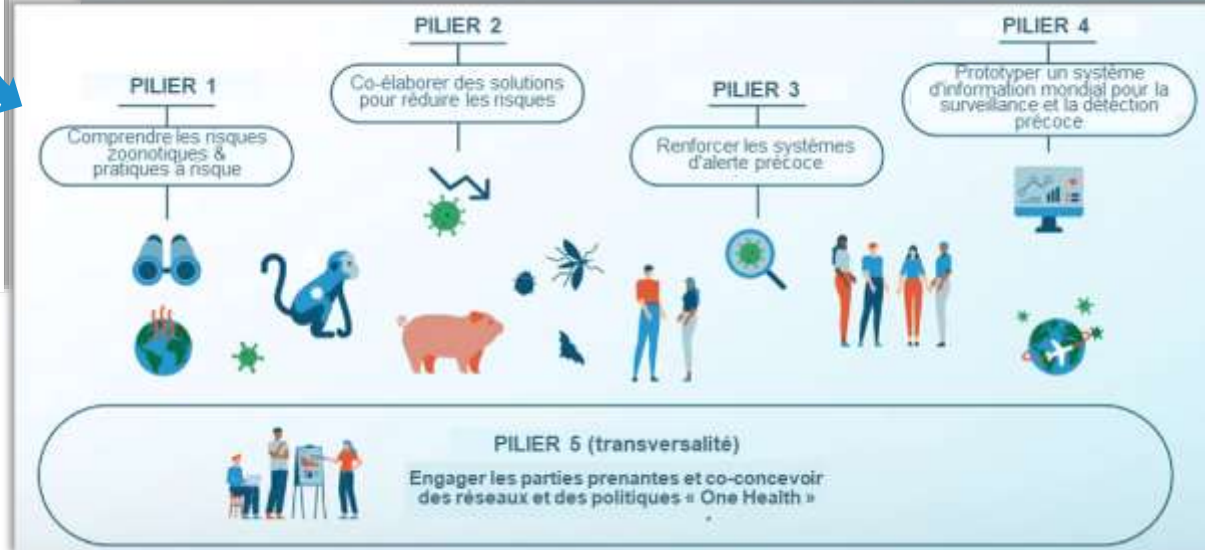 PILIER 1
Comprendre les risques
zoonotiques &
pratiques à risque
PILIER 2
Co-élaborer des solutions
pour réduire les risques
PILIER 3
Renforcer les systèmes
d'alerte précoce
PILIER 4
Prototyper un système
d'information mondial pour la
surveillance et la détection
précoce
PILIER 5 (transversalité)
Engager les parties prenantes et co-concevoir
des réseaux et des politiques « One Health »